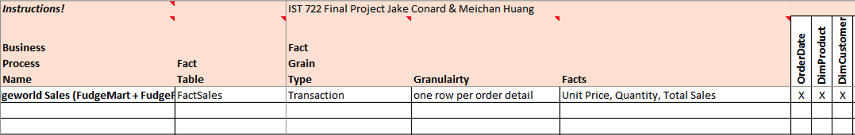 Instructions!
IST 722 Final Project Jake Conard & Meichan Huang
Business Process Name
Fact Table
Fact Grain Type
Granulairty
Facts
OrderDate
DimProduct
DimCustomer
geworld Sales (FudgeMart + FudgeF
FactSales
Transaction
one row per order detail
Unit Price, Quantity, Total Sales
X
X
X